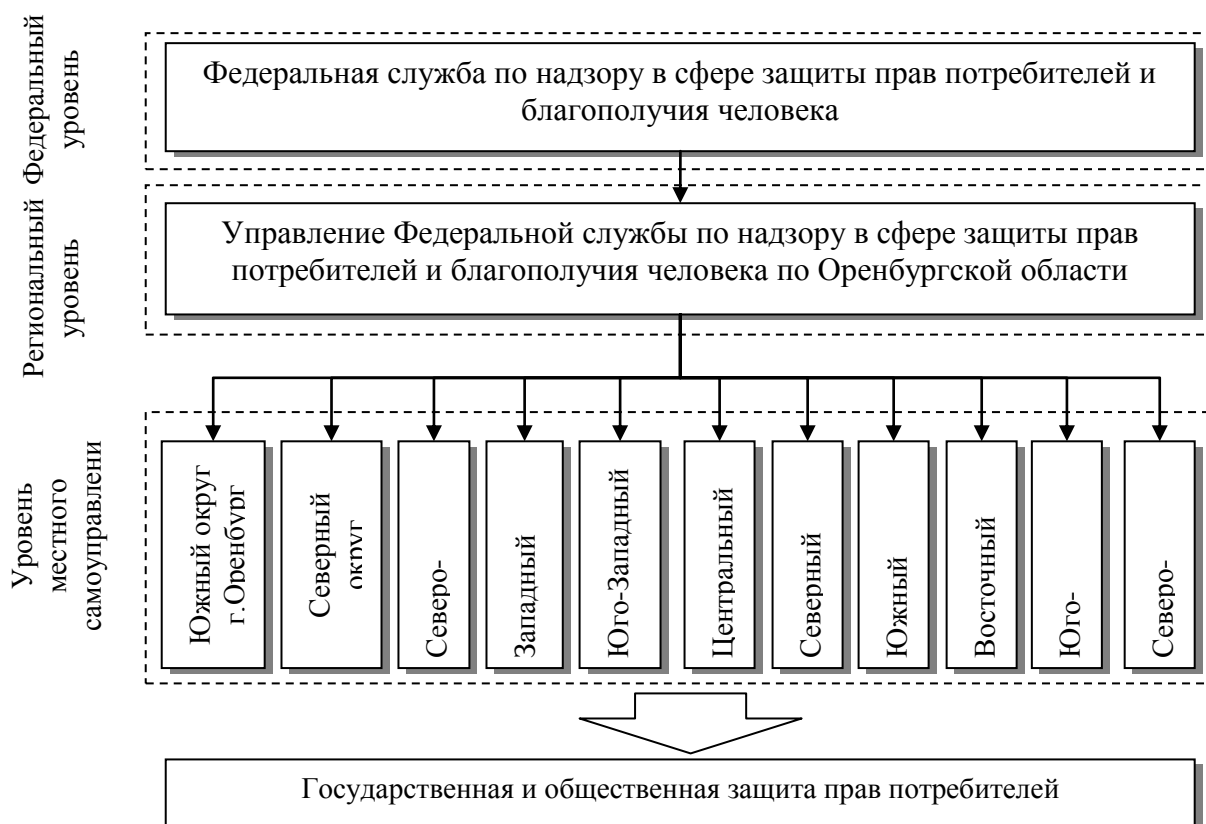 Федеральный
уровень
Федеральная служба по надзору в сфере защиты прав потребителей и
благополучия человека
Региональный
уровень
Управление Федеральной службы по надзору в сфере защиты прав
потребителей и благополучия человека по Оренбургской области
Уровень
местного
самоуправлени
Южный округ
г.Оренбург
Северный
округ
Северо-
Западный
Юго-Западный
Центральный
Северный
Южный
Восточный
Юго-
Северо-
Государственная и общественная защита прав потребителей